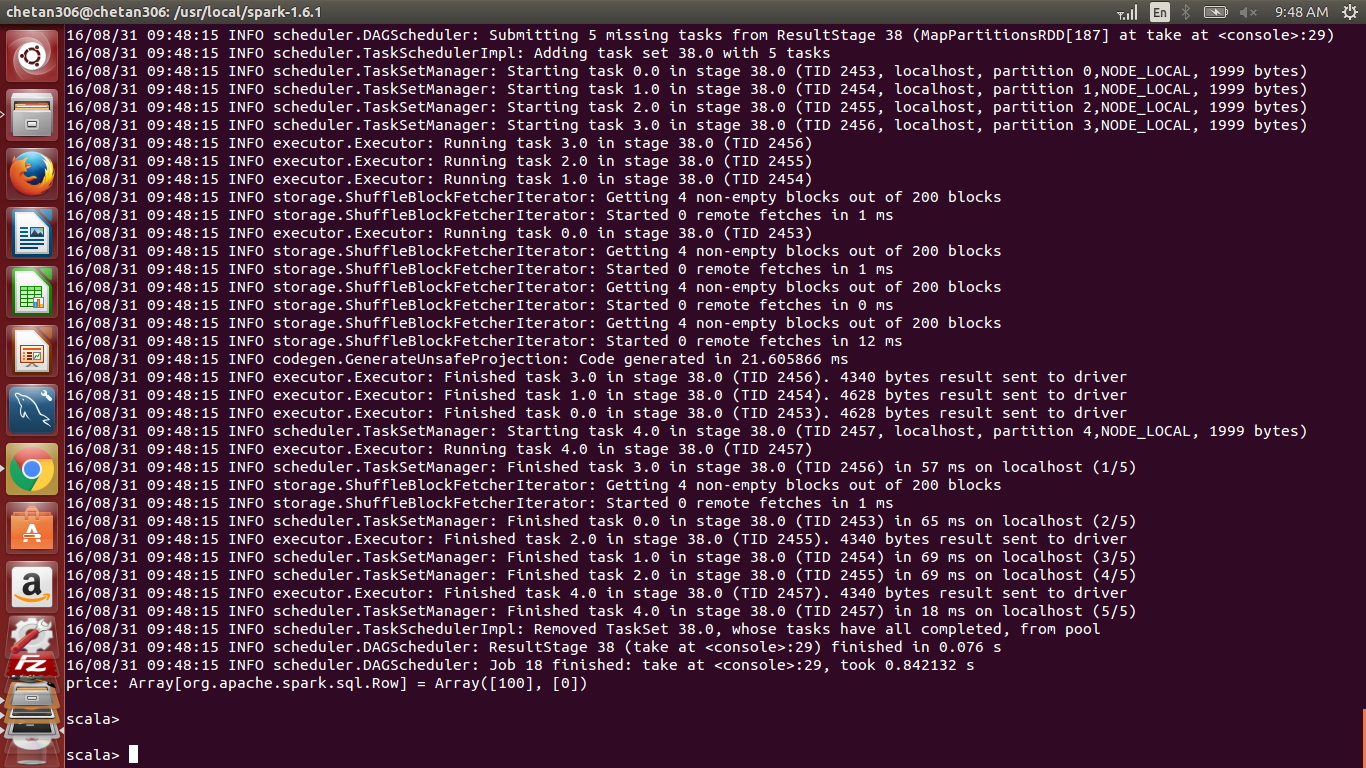 chetan306@chetan306: /usr/local/spark-1.6.1
En
9:48 AM
16/08/31 09:48:15 INFO scheduler.DAGScheduler: Submitting 5 missing tasks from ResultStage 38 (MapPartitionsRDD[187] at take at <console>:29)
16/08/31 09:48:15 INFO scheduler.TaskSchedulerImpl: Adding task set 38.0 with 5 tasks
16/08/31 09:48:15 INFO scheduler.TaskSetManager: Starting task 0.0 in stage 38.0 (TID 2453, localhost, partition 0,NODE_LOCAL, 1999 bytes)
16/08/31 09:48:15 INFO scheduler.TaskSetManager: Starting task 1.0 in stage 38.0 (TID 2454, localhost, partition 1,NODE_LOCAL, 1999 bytes)
16/08/31 09:48:15 INFO scheduler.TaskSetManager: Starting task 2.0 in stage 38.0 (TID 2455, localhost, partition 2,NODE_LOCAL, 1999 bytes)
16/08/31 09:48:15 INFO scheduler.TaskSetManager: Starting task 3.0 in stage 38.0 (TID 2456, localhost, partition 3,NODE_LOCAL, 1999 bytes)
16/08/31 09:48:15 INFO executor.Executor: Running task 3.0 in stage 38.0 (TID 2456)
16/08/31 09:48:15 INFO executor.Executor: Running task 2.0 in stage 38.0 (TID 2455)
16/08/31 09:48:15 INFO executor.Executor: Running task 1.0 in stage 38.0 (TID 2454)
16/08/31 09:48:15 INFO storage.ShuffleBlockFetcherIterator: Getting 4 non-empty blocks out of 200 blocks
16/08/31 09:48:15 INFO storage.ShuffleBlockFetcherIterator: Started 0 remote fetches in 1 ms
16/08/31 09:48:15 INFO executor.Executor: Running task 0.0 in stage 38.0 (TID 2453)
16/08/31 09:48:15 INFO storage.ShuffleBlockFetcherIterator: Getting 4 non-empty blocks out of 200 blocks
16/08/31 09:48:15 INFO storage.ShuffleBlockFetcherIterator: Started 0 remote fetches in 1 ms
16/08/31 09:48:15 INFO storage.ShuffleBlockFetcherIterator: Getting 4 non-empty blocks out of 200 blocks
16/08/31 09:48:15 INFO storage.ShuffleBlockFetcherIterator: Started 0 remote fetches in 0 ms
16/08/31 09:48:15 INFO storage.ShuffleBlockFetcherIterator: Getting 4 non-empty blocks out of 200 blocks
16/08/31 09:48:15 INFO storage.ShuffleBlockFetcherIterator: Started 0 remote fetches in 12 ms
16/08/31 09:48:15 INFO codegen.GenerateUnsafeProjection: Code generated in 21.605866 ms
16/08/31 09:48:15 INFO executor.Executor: Finished task 3.0 in stage 38.0 (TID 2456). 4340 bytes result sent to driver
16/08/31 09:48:15 INFO executor.Executor: Finished task 1.0 in stage 38.0 (TID 2454). 4628 bytes result sent to driver
16/08/31 09:48:15 INFO executor.Executor: Finished task 0.0 in stage 38.0 (TID 2453). 4628 bytes result sent to driver
16/08/31 09:48:15 INFO scheduler.TaskSetManager: Starting task 4.0 in stage 38.0 (TID 2457, localhost, partition 4,NODE_LOCAL, 1999 bytes)
16/08/31 09:48:15 INFO executor.Executor: Running task 4.0 in stage 38.0 (TID 2457)
16/08/31 09:48:15 INFO scheduler.TaskSetManager: Finished task 3.0 in stage 38.0 (TID 2456) in 57 ms on localhost (1/5)
16/08/31 09:48:15 INFO storage.ShuffleBlockFetcherIterator: Getting 4 non-empty blocks out of 200 blocks
16/08/31 09:48:15 INFO storage.ShuffleBlockFetcherIterator: Started 0 remote fetches in 1 ms
16/08/31 09:48:15 INFO scheduler.TaskSetManager: Finished task 0.0 in stage 38.0 (TID 2453) in 65 ms on localhost (2/5)
16/08/31 09:48:15 INFO executor.Executor: Finished task 2.0 in stage 38.0 (TID 2455). 4340 bytes result sent to driver
16/08/31 09:48:15 INFO scheduler.TaskSetManager: Finished task 1.0 in stage 38.0 (TID 2454) in 69 ms on localhost (3/5)
16/08/31 09:48:15 INFO scheduler.TaskSetManager: Finished task 2.0 in stage 38.0 (TID 2455) in 69 ms on localhost (4/5)
16/08/31 09:48:15 INFO executor.Executor: Finished task 4.0 in stage 38.0 (TID 2457). 4340 bytes result sent to driver
16/08/31 09:48:15 INFO scheduler.TaskSetManager: Finished task 4.0 in stage 38.0 (TID 2457) in 18 ms on localhost (5/5)
16/08/31 09:48:15 INFO scheduler.TaskSchedulerImpl: Removed TaskSet 38.0, whose tasks have all completed, from pool
16/08/31 09:48:15 INFO scheduler.DAGScheduler: ResultStage 38 (take at <console>:29) finished in 0.076 s
16/08/31 09:48:15 INFO scheduler.DAGScheduler: Job 18 finished: take at <console>:29, took 0.842132 s
price: Array[org.apache.spark.sql.Row] = Array([100], [0])
scala>
scala>
A
a
FZ